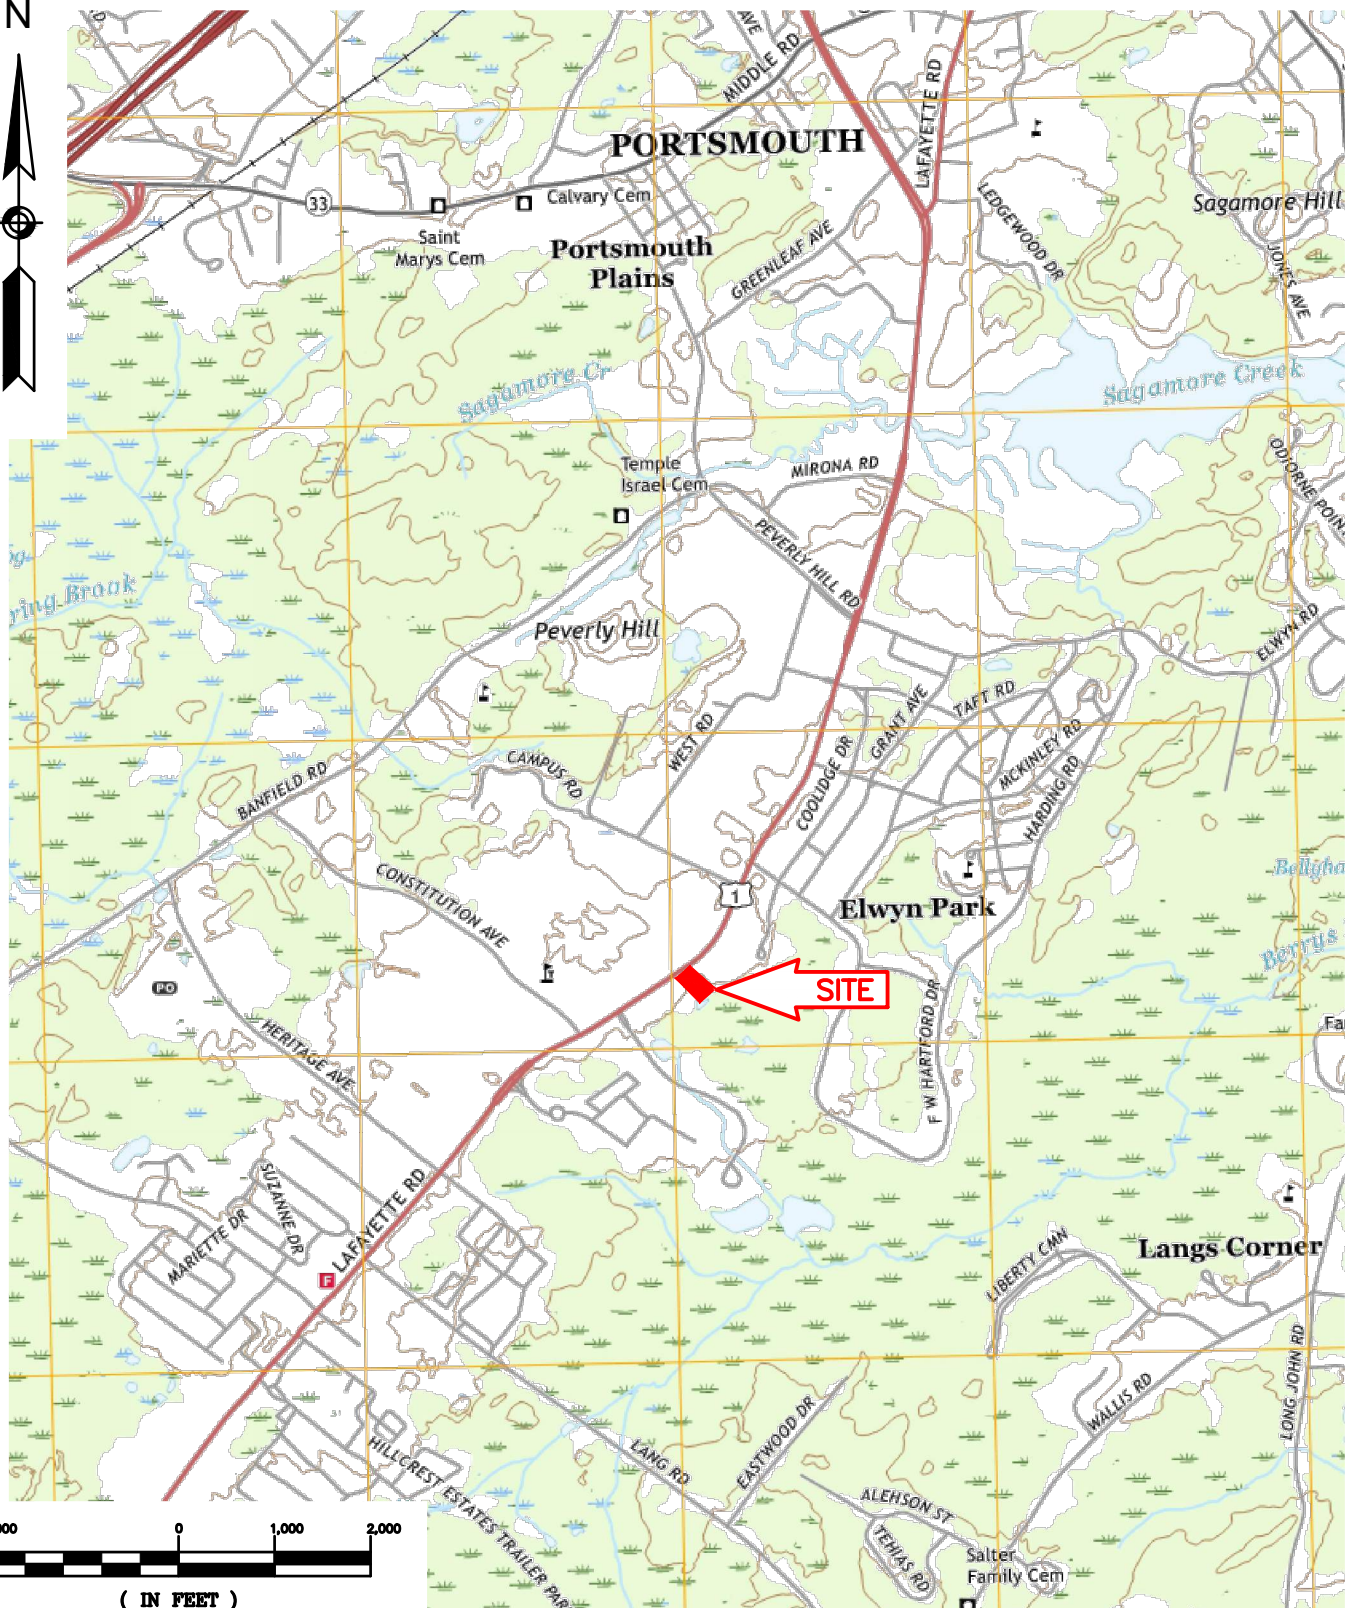 N
MIDDLE RD
LAFAYETTE RD
PORTSMOUTH
33
Calvary Cem
Saint
Marys Cem
Portsmouth
Plains
GREENLEAF AVE
LEDGEWOOD DR
Sagamore Hill
JONES AVE
Sagamore Cr
Sagamore Creek
Temple
Israel Cem
MIRONA RD
PEVERLY HILL RD
ODIORNE POINT
ying Brook
Peverly Hill
ELWYN RD
WEST RD
CAMPUS RD
COOLIDGE DR
GRANT AVE
TAFT RD
MCKINLEY RD
HARDING RD
BANFIELD RD
CONSTITUTION AVE
1
Elwyn Park
Berrys
SITE
PO
HERITAGE AVE
F W HARTFORD DR
SUZANNE DR
MARIETTE DR
LAFAYETTE RD
F
LIBERTY CMN
Langs Corner
WALLIS RD
LONG JOHN RD
HILLCREST ESTATES TRAILER PAR
LANG RD
EASTWOOD DR
ALEHSON ST
TEHIAS RD
Salter
Family Cem
000 0 1,000 2,000
( IN FEET )